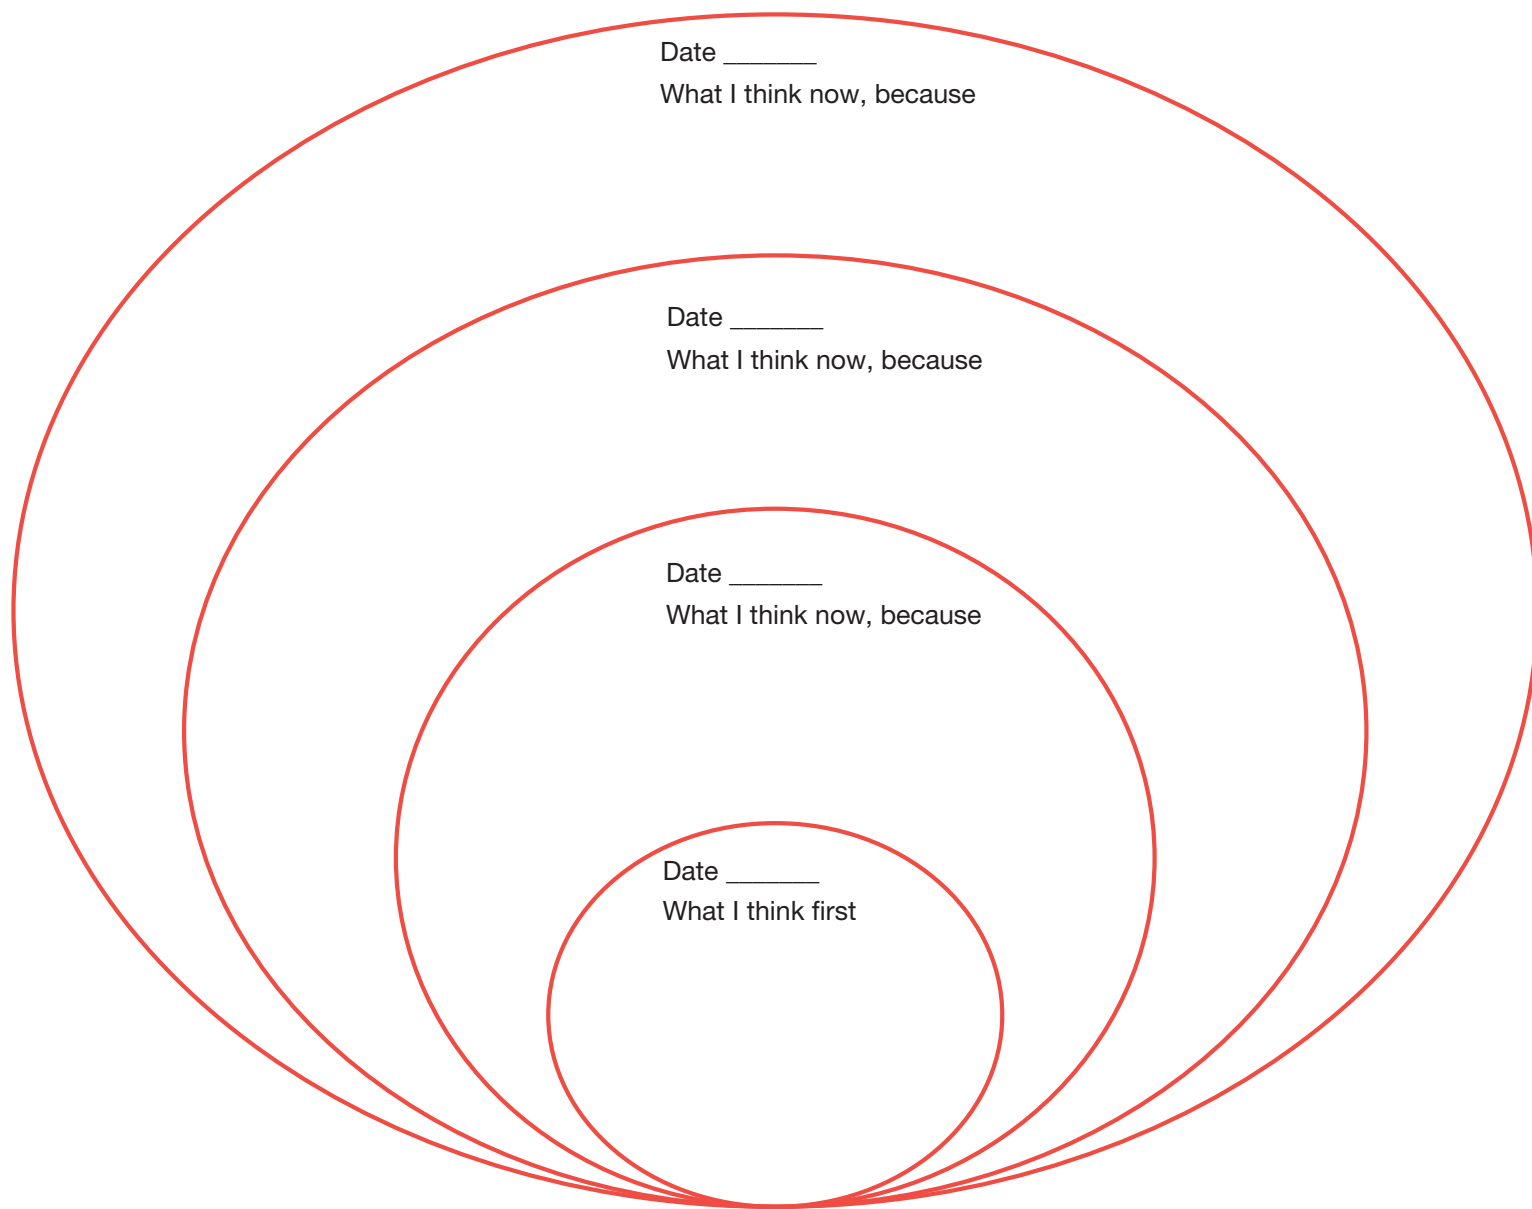 Date _______
What I think now, because
Date _______
What I think now, because
Date _______
What I think now, because
Date _______
What I think first